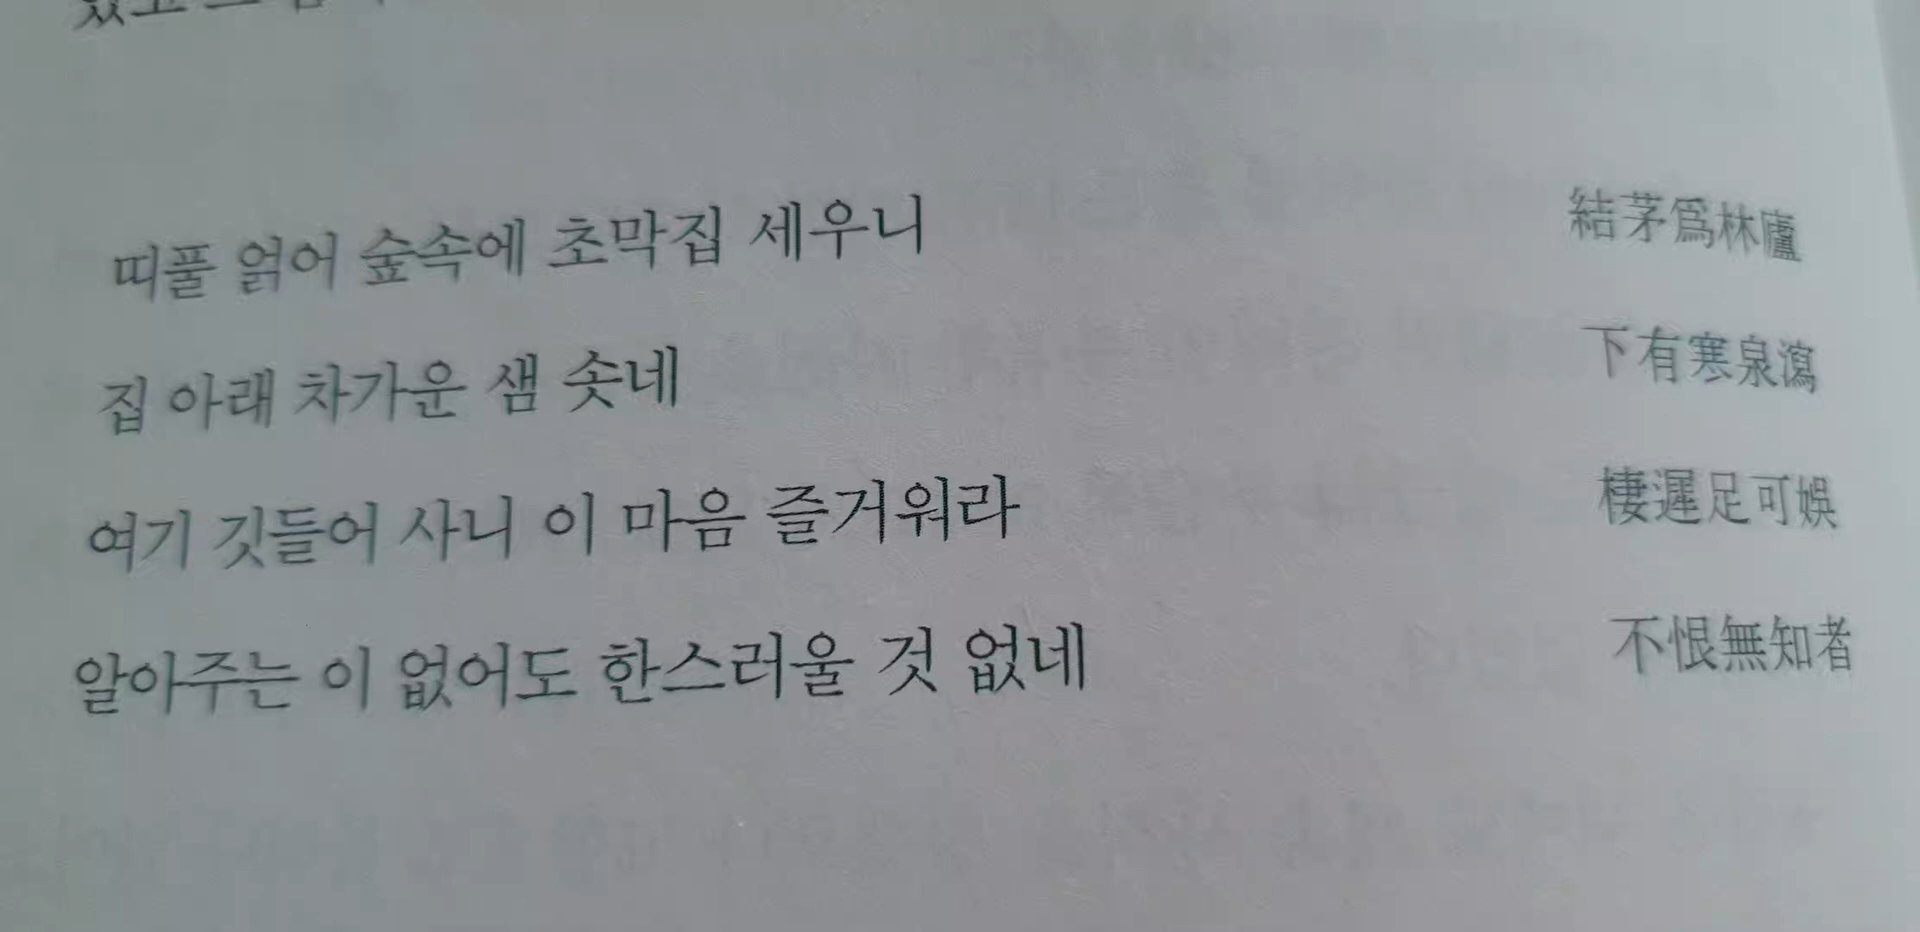 띠풀 얽어 숲속에 초막집 세우니 結茅爲林廬
집 아래 차가운 샘 솟네 下有寒泉瀉
여기 깃들어 사니 이 마음 즐거워라 棲遲足可娛
알아주는 이 없어도 한스러울 것 없네 不恨無知者